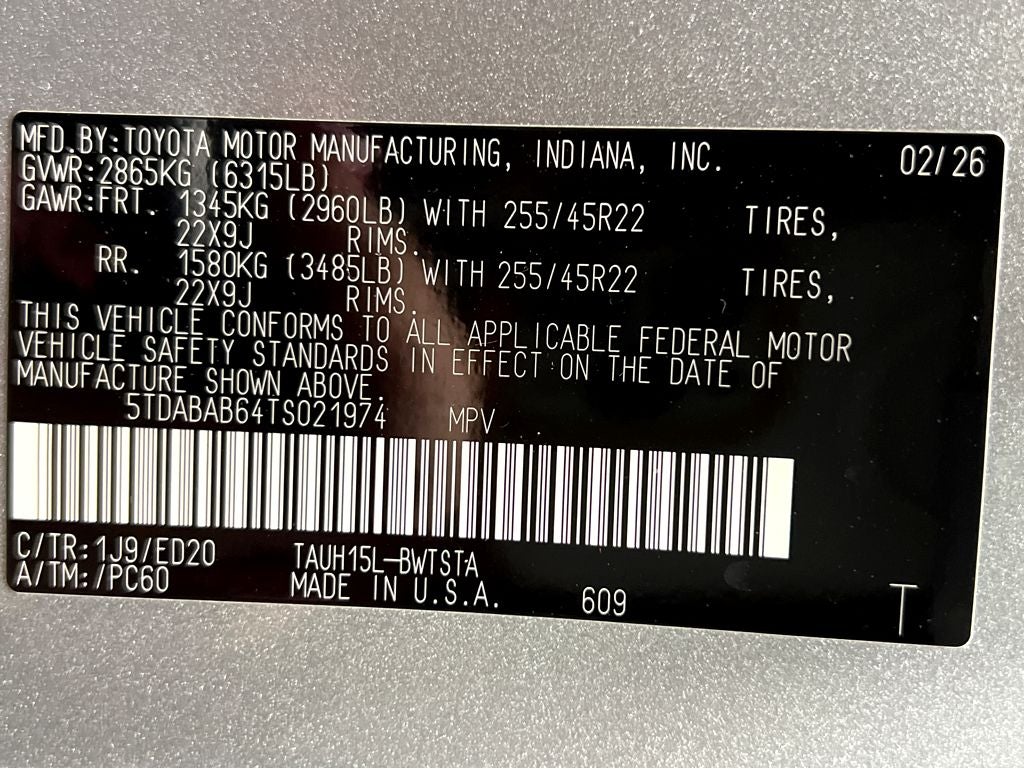 MFD.BY:TOYOTA MOTOR MANUFACTURING, INDIANA, INC. 02/26
GVWR:2865KG (6315LB)
GAWR:FRT. 1345KG (2960LB) WITH 255/45R22 TIRES,
22X9J RIMS.
RR. 1580KG (3485LB) WITH 255/45R22 TIRES,
22X9J RIMS.
THIS VEHICLE CONFORMS TO ALL APPLICABLE FEDERAL MOTOR
VEHICLE SAFETY STANDARDS IN EFFECT ON THE DATE OF
MANUFACTURE SHOWN ABOVE.
5TDABAB64TS021974 MPV
C/TR:1J9/ED20 TAUH15L-BWTSTA
A/TM:/PC60 MADE IN U.S.A. 609 T